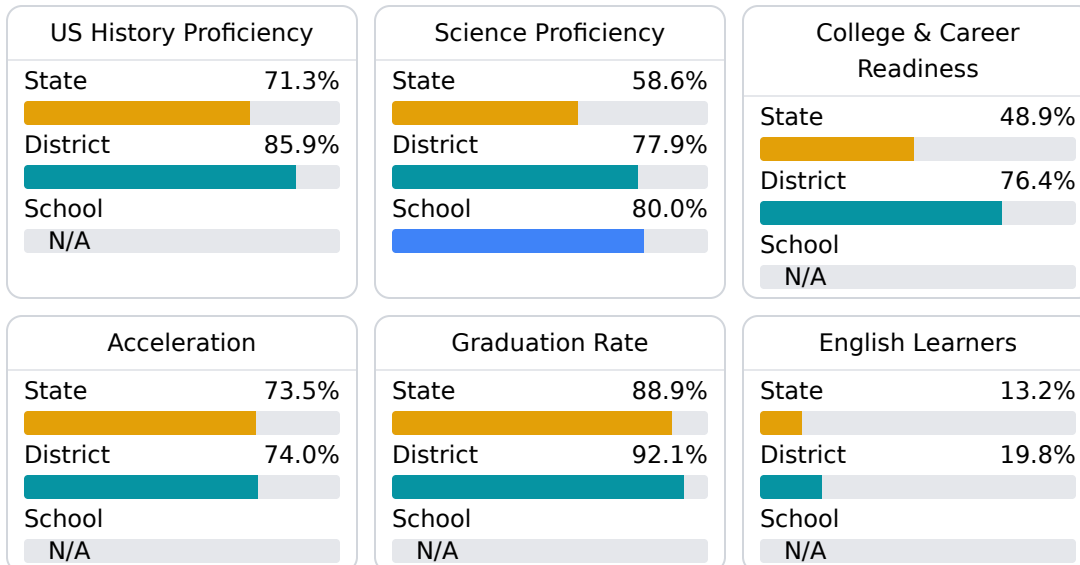 US History Proficiency
State 71.3%
District 85.9%
School
N/A
Science Proficiency
State 58.6%
District 77.9%
School 80.0%
College & Career
Readiness
State 48.9%
District 76.4%
School
N/A
Acceleration
State 73.5%
District 74.0%
School
N/A
Graduation Rate
State 88.9%
District 92.1%
School
N/A
English Learners
State 13.2%
District 19.8%
School
N/A